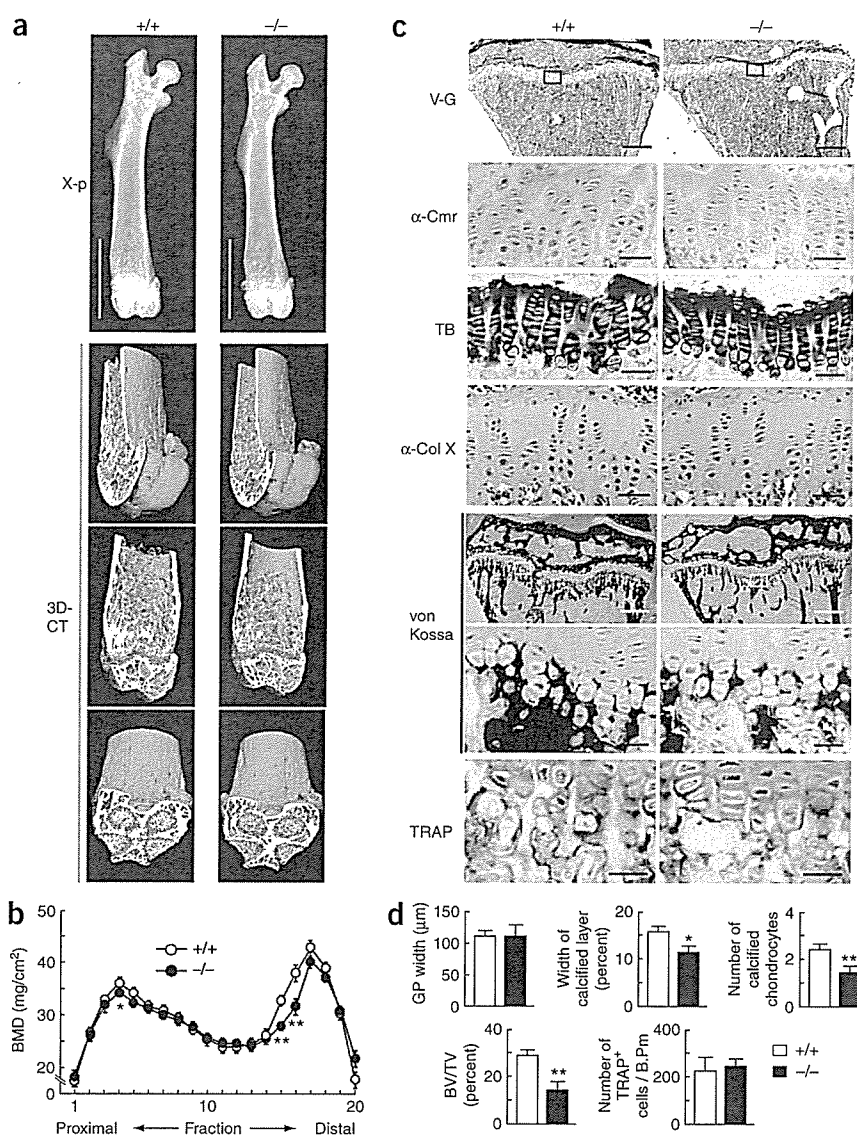 a
+/+
–/–
X-p
3D-
CT
c
+/+
–/–
V-G
α-Cmr
TB
α-Col X
von
Kossa
TRAP
b
50
40
30
20
0
BMD (mg/cm²)
+/+
–/–
*
**
**
1
10
20
Proximal
Fraction
Distal
d
GP width (μm)
150
100
50
0
Width of
calcified layer
(percent)
20
10
0
*
Number of
calcified
chondrocytes
4
2
0
**
BV/TV
(percent)
40
20
0
**
Number of
TRAP⁺
cells / B.Pm
400
200
0
+/+
–/–